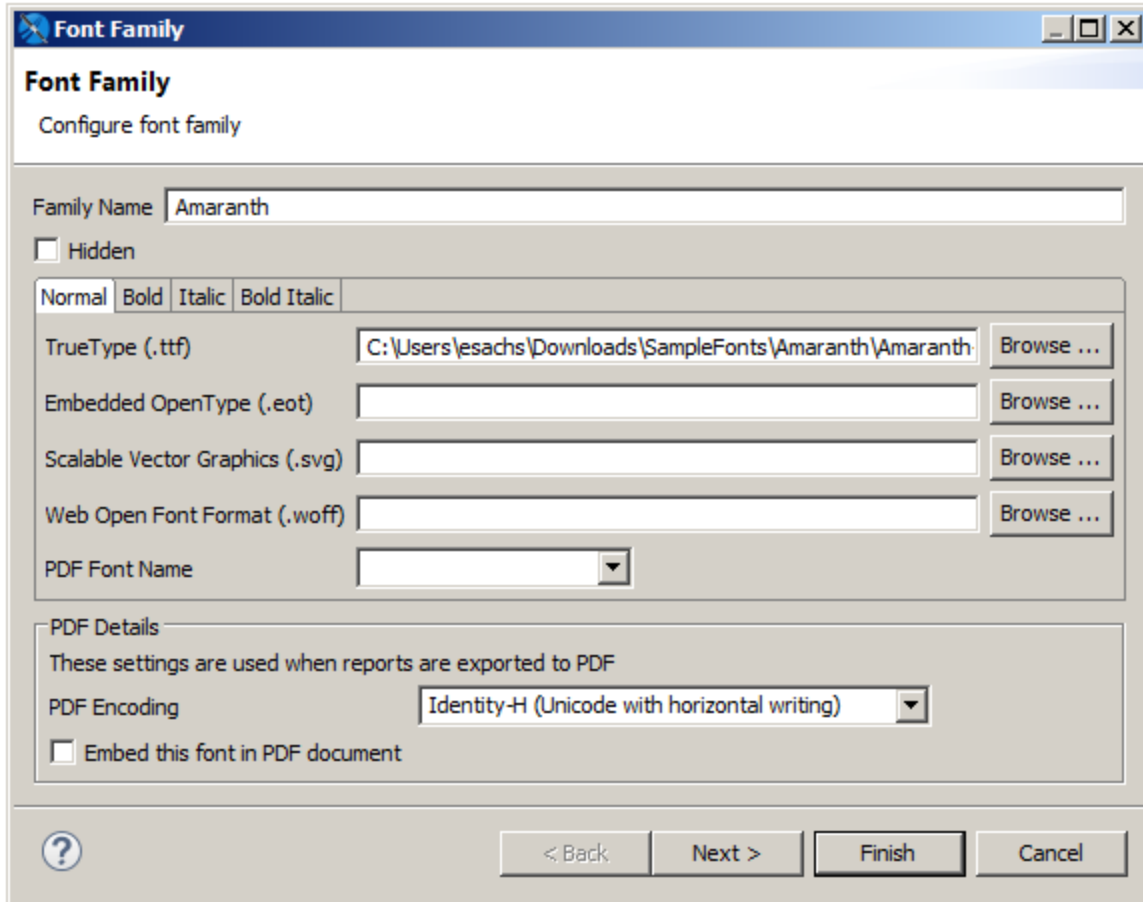 Font Family
Font Family
Configure font family
Family Name Amaranth
Hidden
Normal Bold Italic Bold Italic
TrueType (.ttf) C:\Users\esachs\Downloads\SampleFonts\Amaranth\Amaranth- Browse ...
Embedded OpenType (.eot) Browse ...
Scalable Vector Graphics (.svg) Browse ...
Web Open Font Format (.woff) Browse ...
PDF Font Name
PDF Details
These settings are used when reports are exported to PDF
PDF Encoding Identity-H (Unicode with horizontal writing)
Embed this font in PDF document
? < Back Next > Finish Cancel